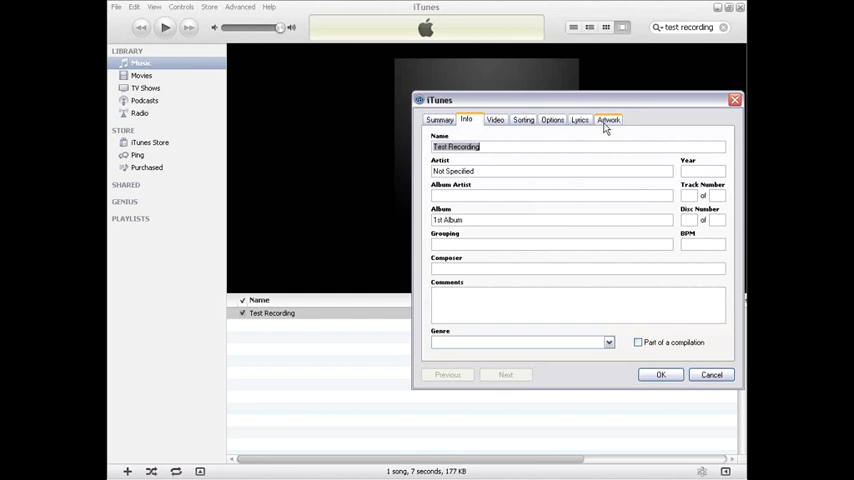 File Edit View Controls Store Advanced Help
iTunes
test recording
LIBRARY
Music
Movies
TV Shows
Podcasts
Radio
STORE
iTunes Store
Ping
Purchased
SHARED
GENIUS
PLAYLISTS
iTunes
Summary Info Video Sorting Options Lyrics Artwork
Name
Test Recording
Artist Year
Not Specified
Album Artist Track Number
of
Album Disc Number
1st Album of
Grouping BPM
Composer
Comments
Genre
Part of a compilation
Previous Next OK Cancel
Name
Test Recording
1 song, 7 seconds, 177 KB